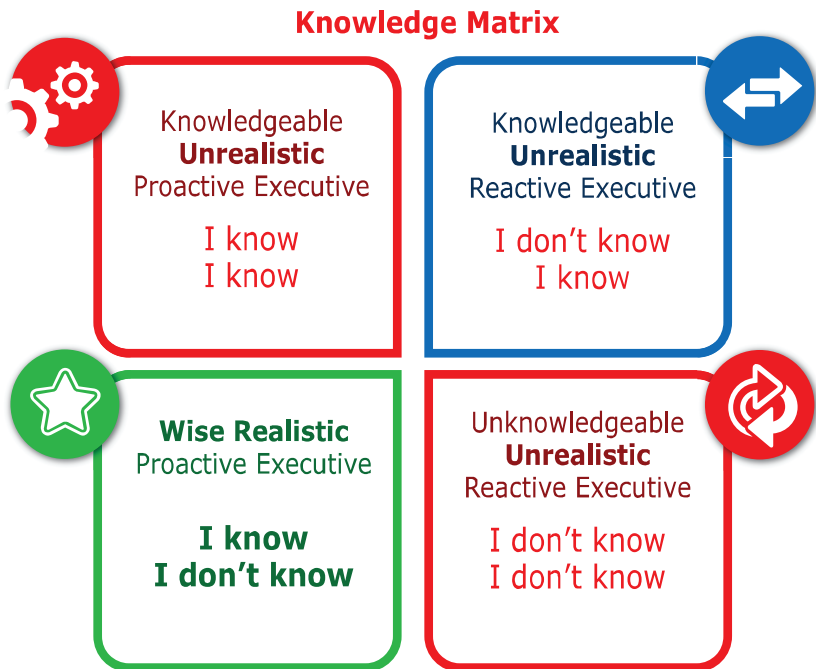 Knowledge Matrix
Knowledgeable
Unrealistic
Proactive Executive
I know
I know
Knowledgeable
Unrealistic
Reactive Executive
I don’t know
I know
Wise Realistic
Proactive Executive
I know
I don’t know
Unknowledgeable
Unrealistic
Reactive Executive
I don’t know
I don’t know